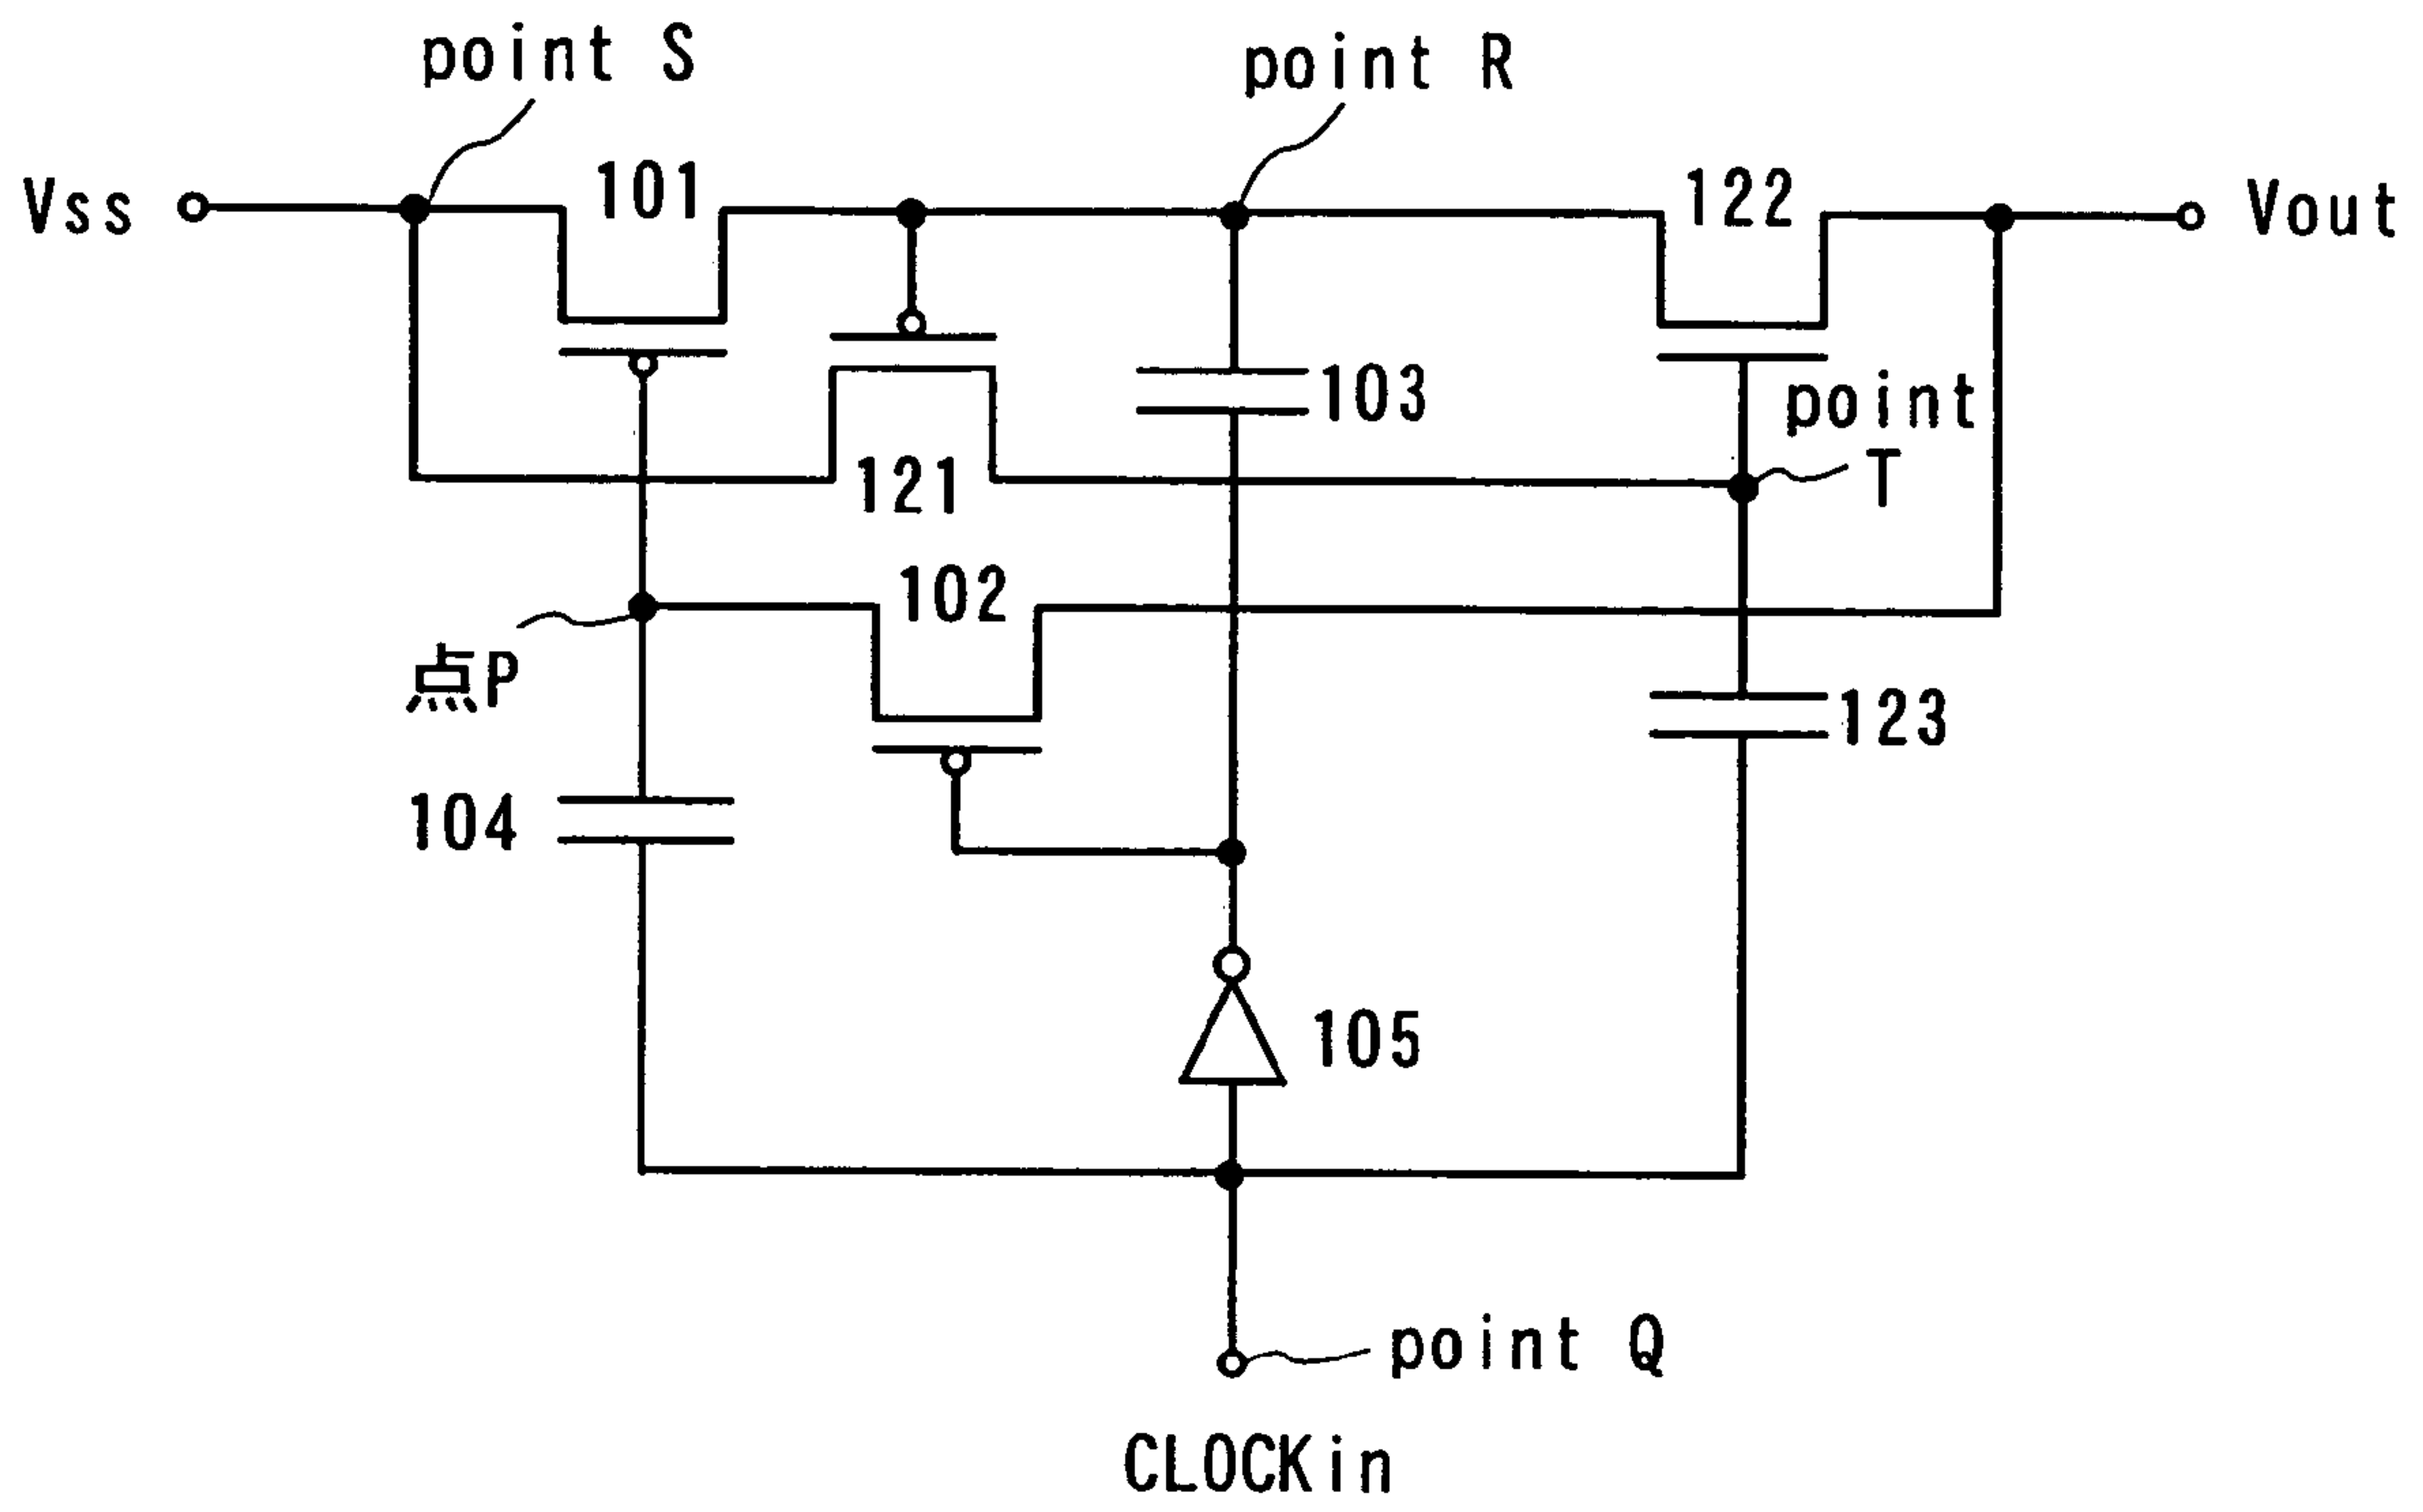 point S
point R
Vss
101
122
Vout
103
point
T
121
102
点P
123
104
105
point Q
CLOCKin